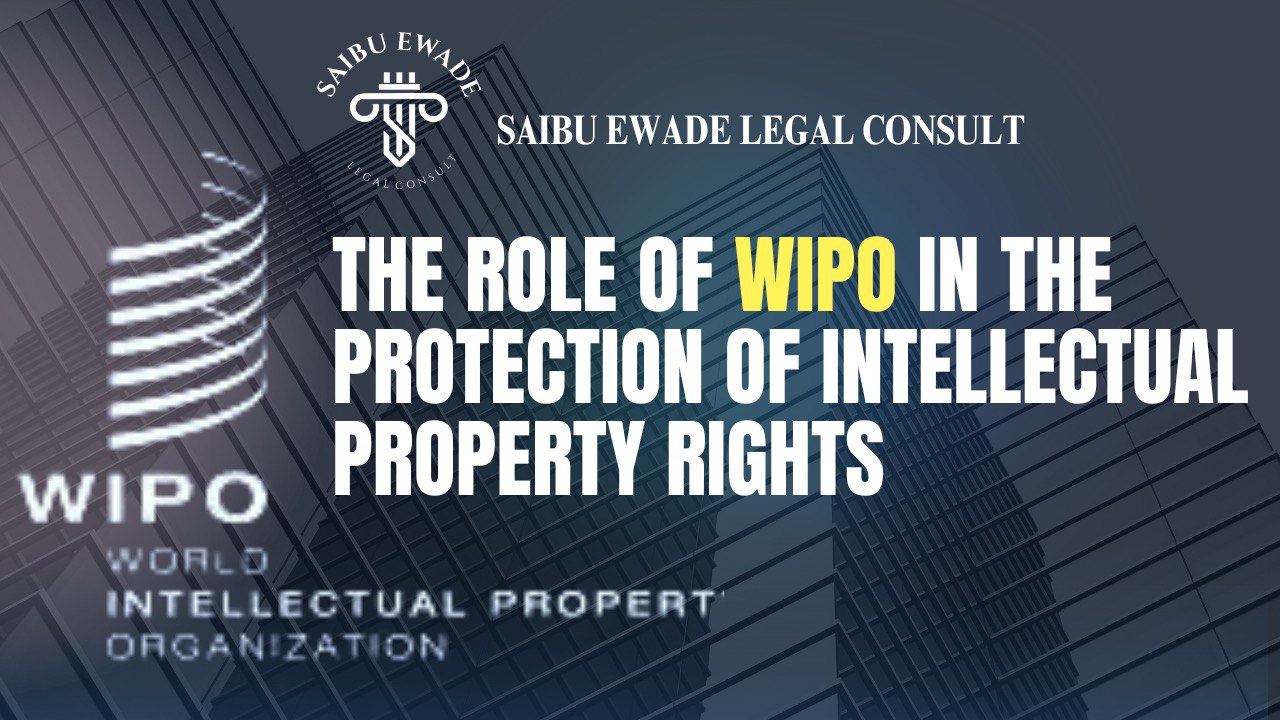 SAIBU EWADE
LEGAL CONSULT
SAIBU EWADE LEGAL CONSULT
THE ROLE OF WIPO IN THE
PROTECTION OF INTELLECTUAL
PROPERTY RIGHTS
WIPO
WORLD
INTELLECTUAL PROPERT
ORGANIZATION